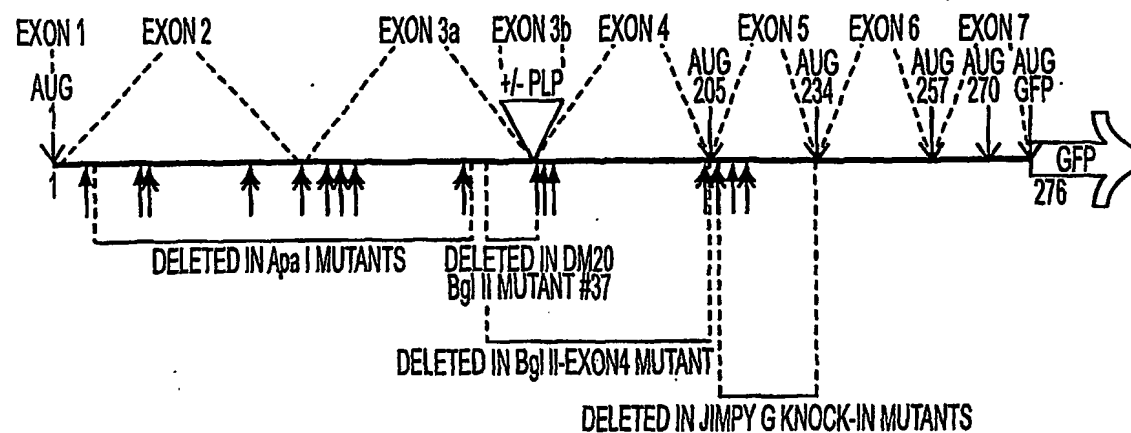 EXON 1 EXON 2 EXON 3a EXON 3b EXON 4 EXON 5 EXON 6 EXON 7
+/- PLP
AUG
AUG 205
AUG 234
AUG 257
AUG 270
AUG GFP
1
GFP
276
DELETED IN Apa I MUTANTS
DELETED IN DM20
Bgl II MUTANT #37
DELETED IN Bgl II-EXON4 MUTANT
DELETED IN JIMPY G KNOCK-IN MUTANTS